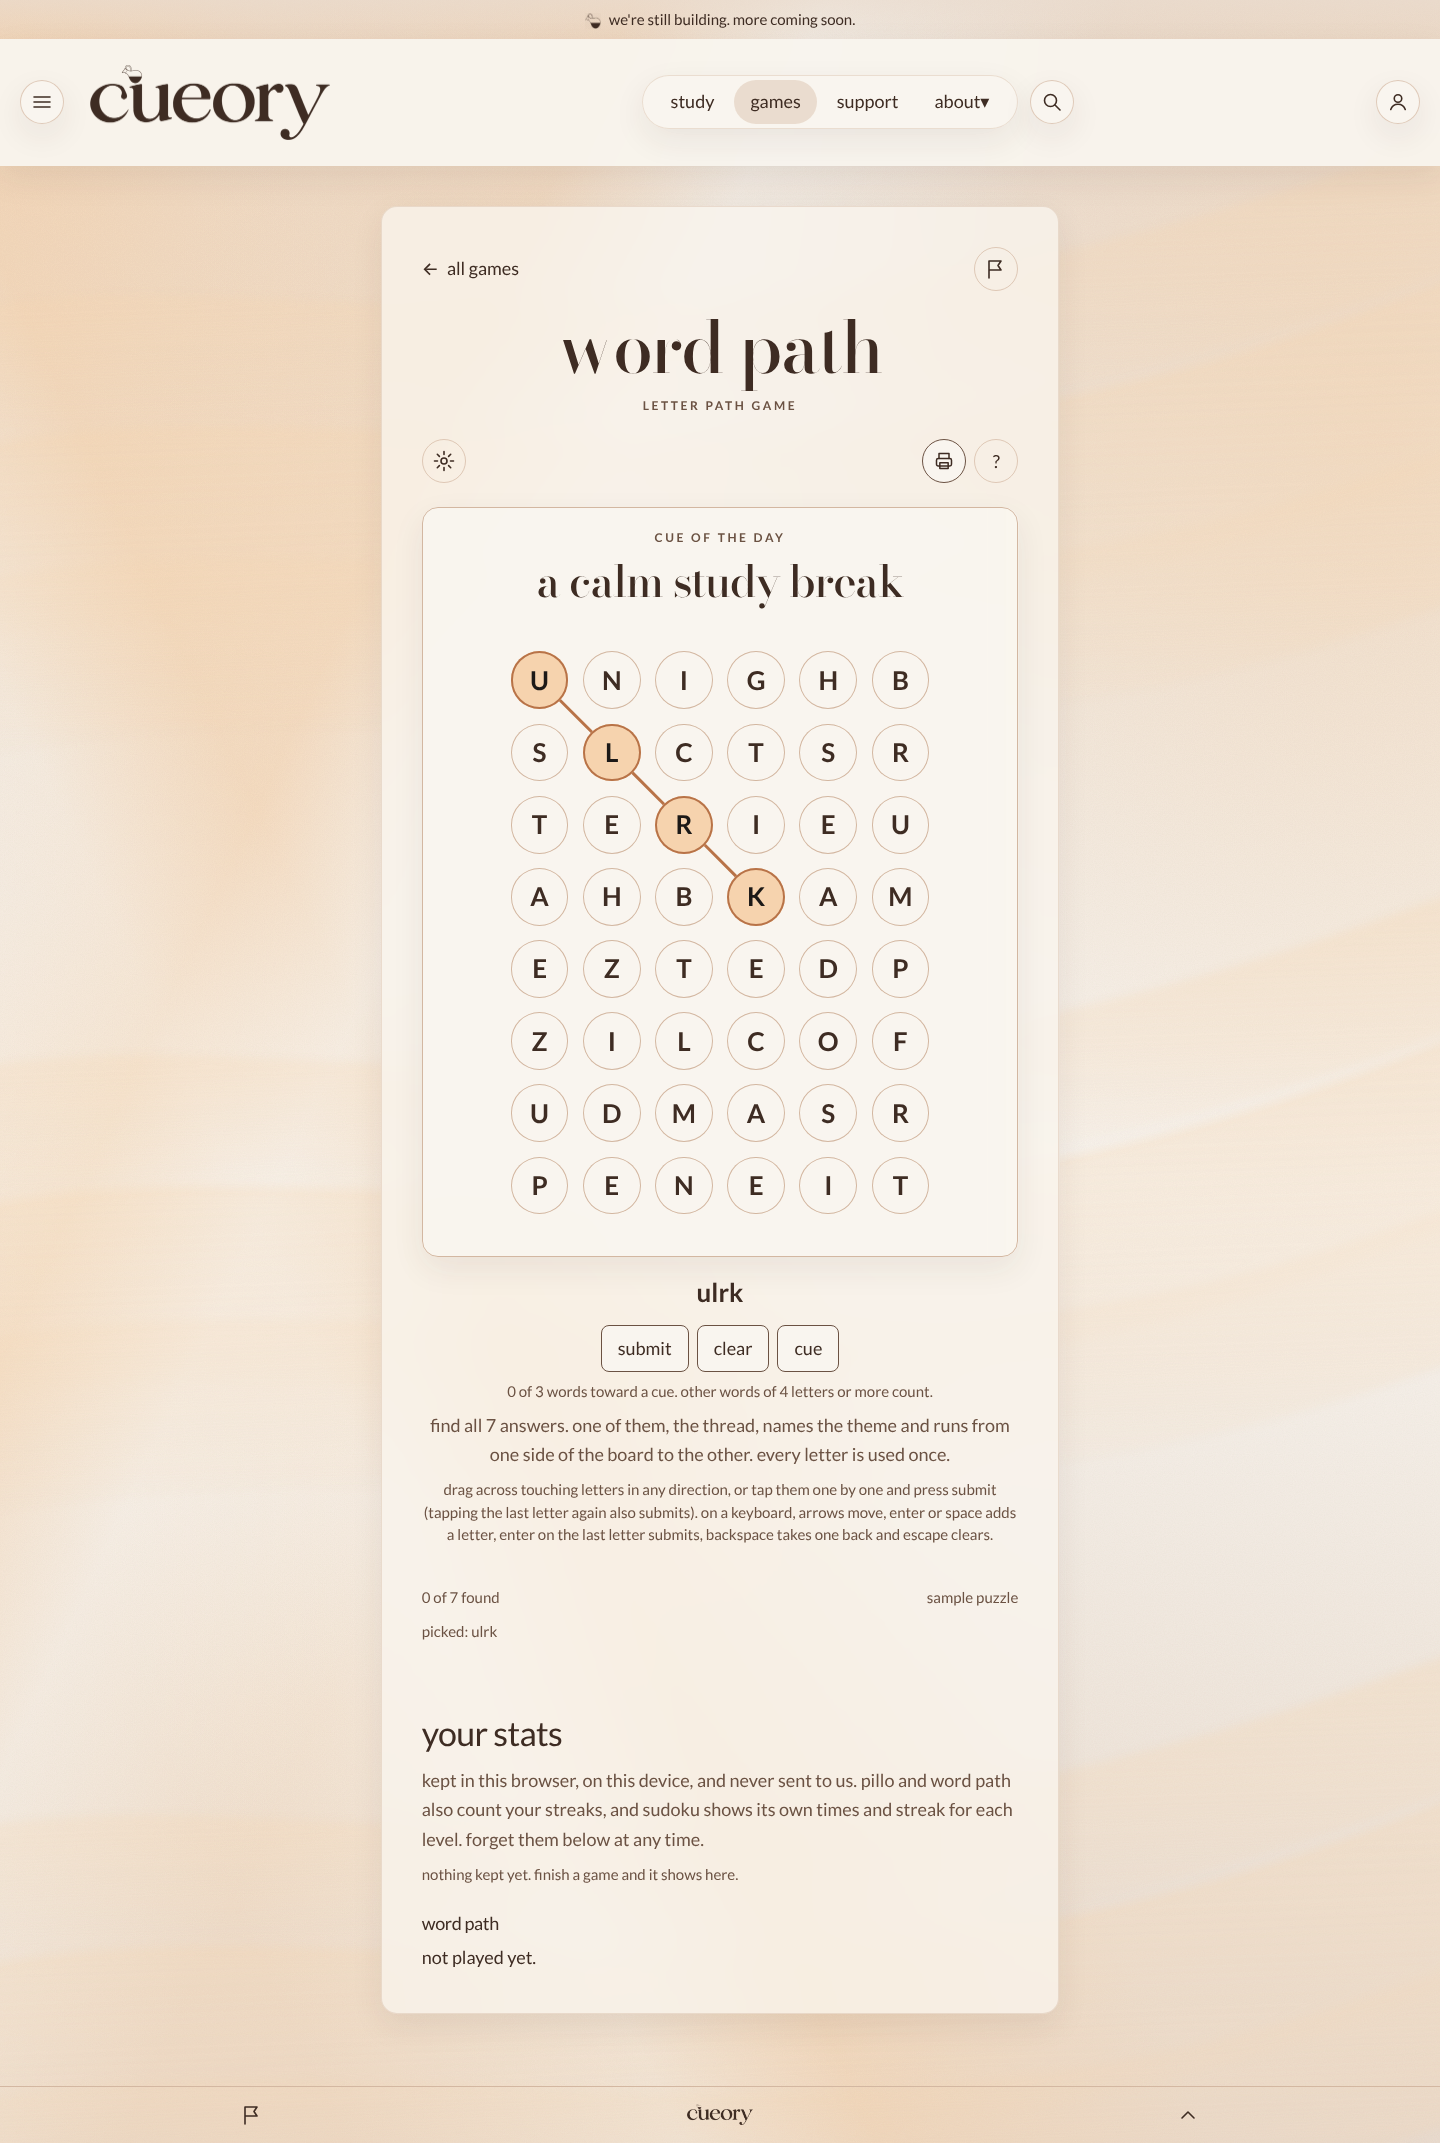 we're still building. more coming soon.
cueory
study games support about▾
← all games
word path
LETTER PATH GAME
?
CUE OF THE DAY
a calm study break
U N I G H B
S L C T S R
T E R I E U
A H B K A M
E Z T E D P
Z I L C O F
U D M A S R
P E N E I T
ulrk
submit clear cue
0 of 3 words toward a cue. other words of 4 letters or more count.
find all 7 answers. one of them, the thread, names the theme and runs from
one side of the board to the other. every letter is used once.
drag across touching letters in any direction, or tap them one by one and press submit
(tapping the last letter again also submits). on a keyboard, arrows move, enter or space adds
a letter, enter on the last letter submits, backspace takes one back and escape clears.
0 of 7 found sample puzzle
picked: ulrk
your stats
kept in this browser, on this device, and never sent to us. pillo and word path
also count your streaks, and sudoku shows its own times and streak for each
level. forget them below at any time.
nothing kept yet. finish a game and it shows here.
word path
not played yet.
cueory